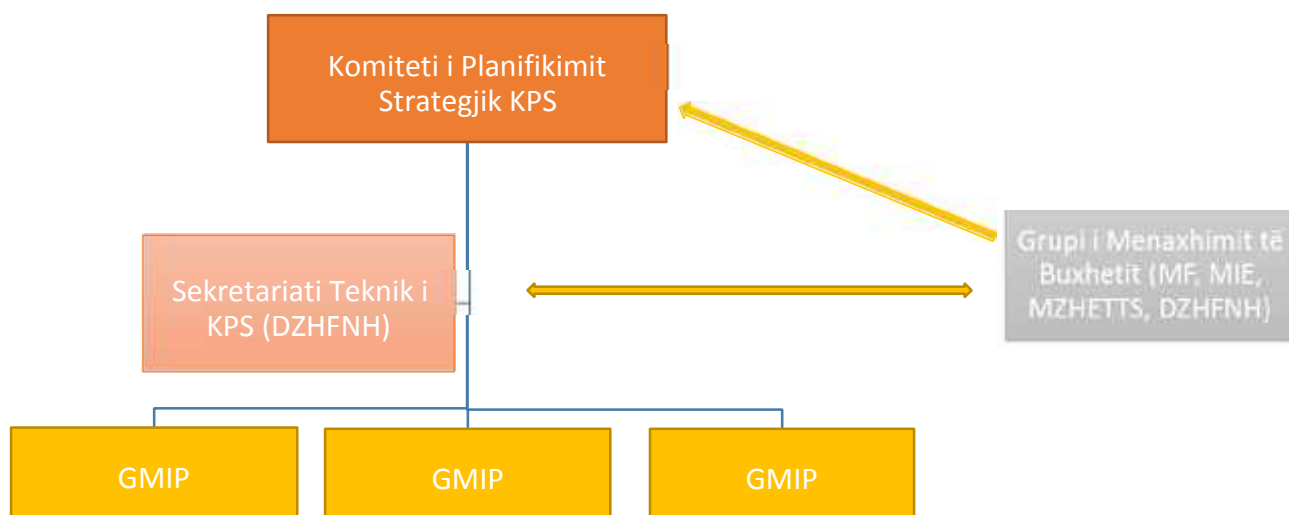 Komiteti i Planifikimit
Strategjik KPS
Sekretariati Teknik i
KPS (DZHFNH)
Grupi i Menaxhimit të
Buxhetit (MF, MIE,
MZHETTS, DZHFNH)
GMIP
GMIP
GMIP